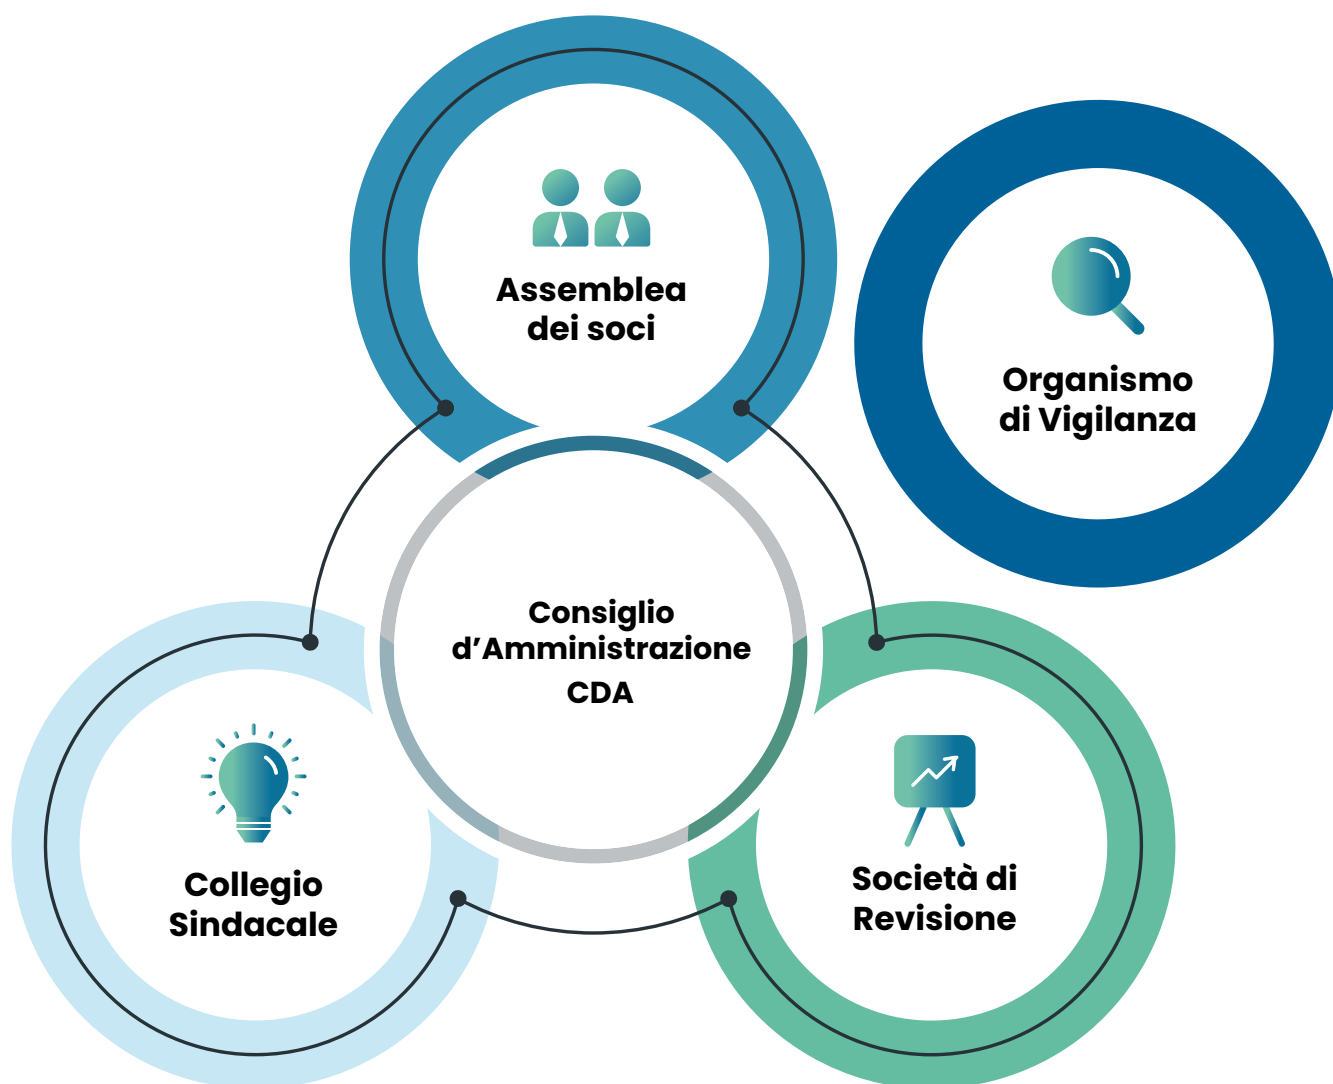 Assemblea
dei soci
Organismo
di Vigilanza
Consiglio
d’Amministrazione
CDA
Collegio
Sindacale
Società di
Revisione